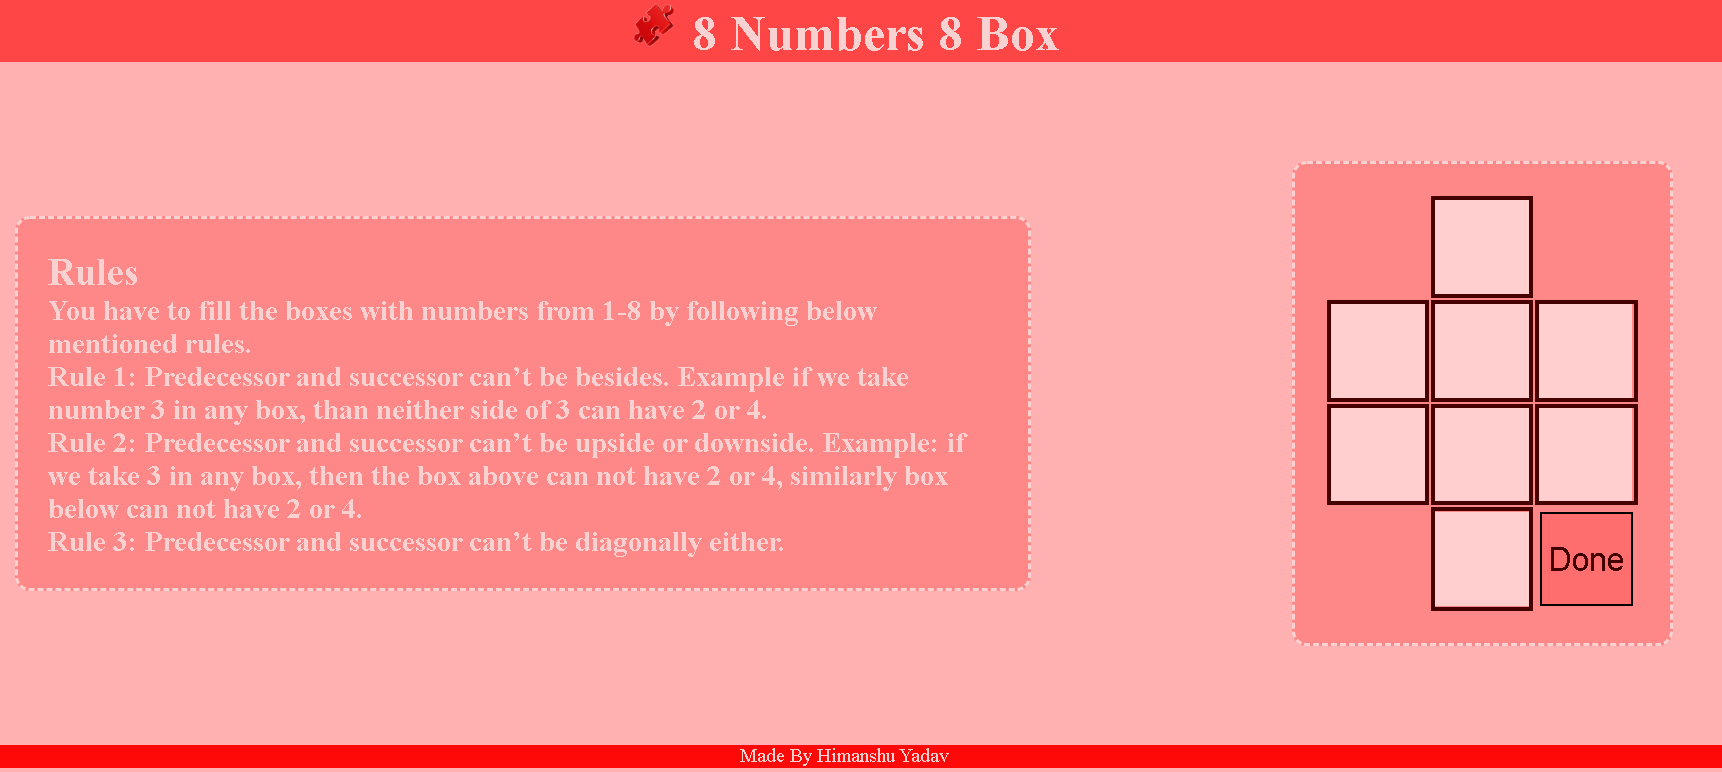 8 Numbers 8 Box
Rules
You have to fill the boxes with numbers from 1-8 by following below
mentioned rules.
Rule 1: Predecessor and successor can’t be besides. Example if we take
number 3 in any box, than neither side of 3 can have 2 or 4.
Rule 2: Predecessor and successor can’t be upside or downside. Example: if
we take 3 in any box, then the box above can not have 2 or 4, similarly box
below can not have 2 or 4.
Rule 3: Predecessor and successor can’t be diagonally either.
Done
Made By Himanshu Yadav